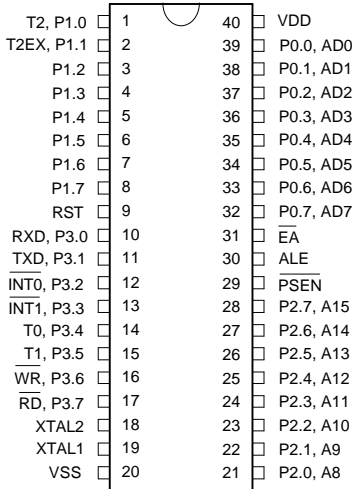 T2, P1.0 1 40 VDD
T2EX, P1.1 2 39 P0.0, AD0
P1.2 3 38 P0.1, AD1
P1.3 4 37 P0.2, AD2
P1.4 5 36 P0.3, AD3
P1.5 6 35 P0.4, AD4
P1.6 7 34 P0.5, AD5
P1.7 8 33 P0.6, AD6
RST 9 32 P0.7, AD7
RXD, P3.0 10 31 EA
TXD, P3.1 11 30 ALE
INT0, P3.2 12 29 PSEN
INT1, P3.3 13 28 P2.7, A15
T0, P3.4 14 27 P2.6, A14
T1, P3.5 15 26 P2.5, A13
WR, P3.6 16 25 P2.4, A12
RD, P3.7 17 24 P2.3, A11
XTAL2 18 23 P2.2, A10
XTAL1 19 22 P2.1, A9
VSS 20 21 P2.0, A8